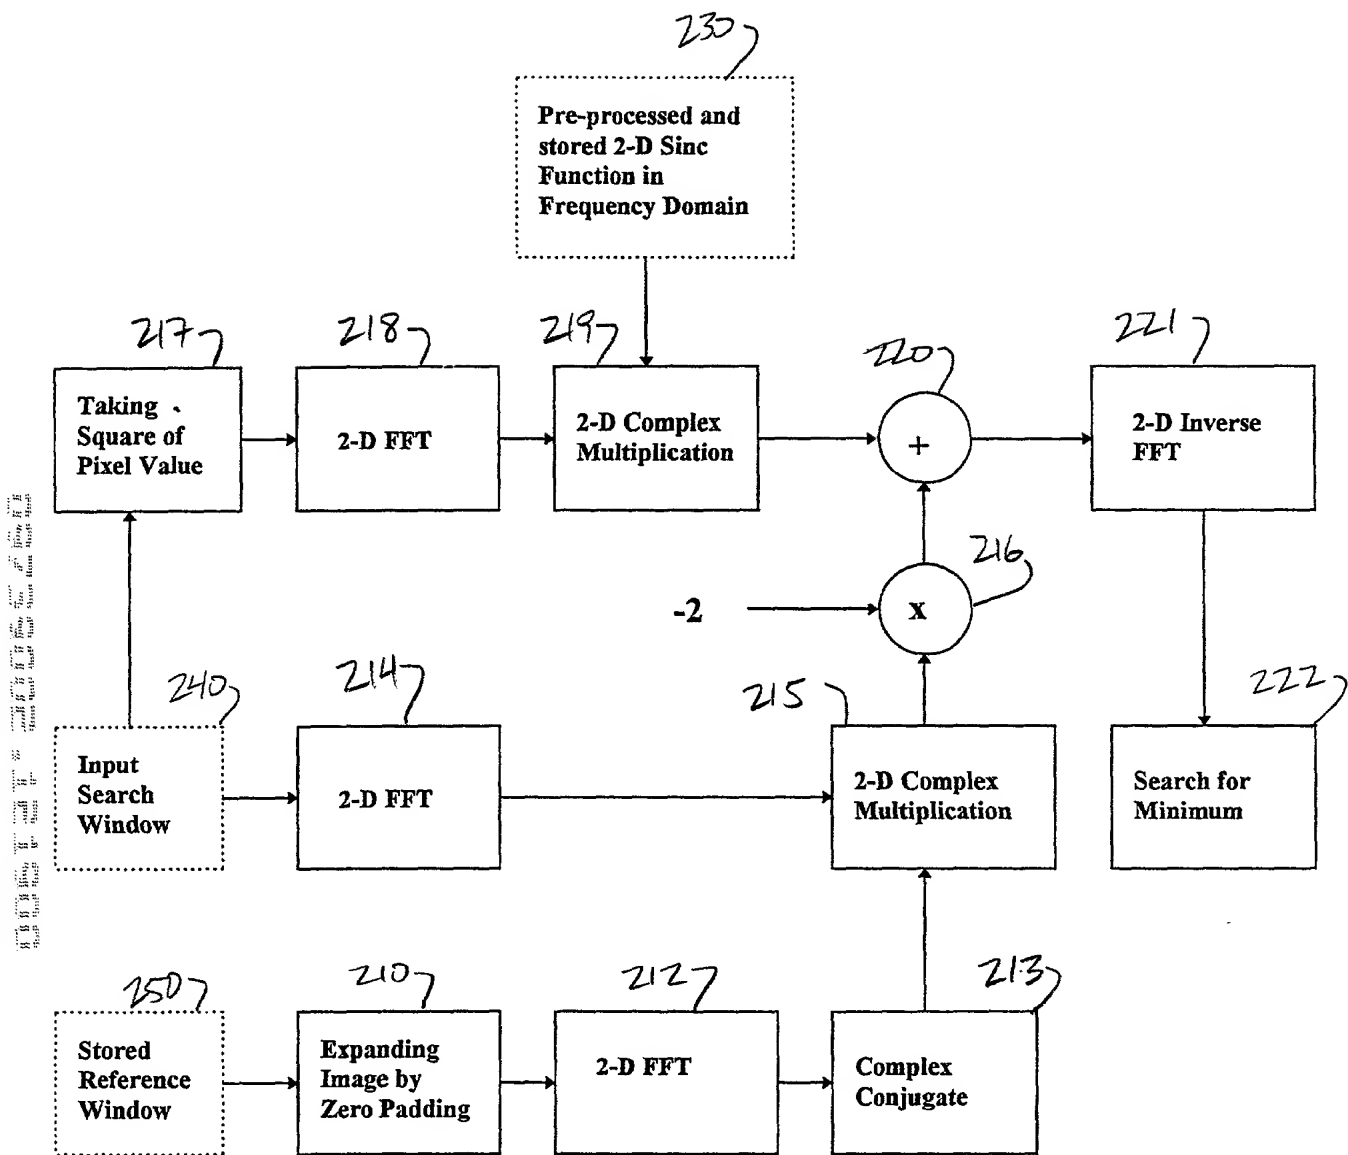 230
Pre-processed and
stored 2-D Sinc
Function in
Frequency Domain
217
218
219
220
221
Taking
Square of
Pixel Value
2-D FFT
2-D Complex
Multiplication
+
2-D Inverse
FFT
216
-2
x
240
214
215
222
Input
Search
Window
2-D FFT
2-D Complex
Multiplication
Search for
Minimum
250
210
212
213
Stored
Reference
Window
Expanding
Image by
Zero Padding
2-D FFT
Complex
Conjugate